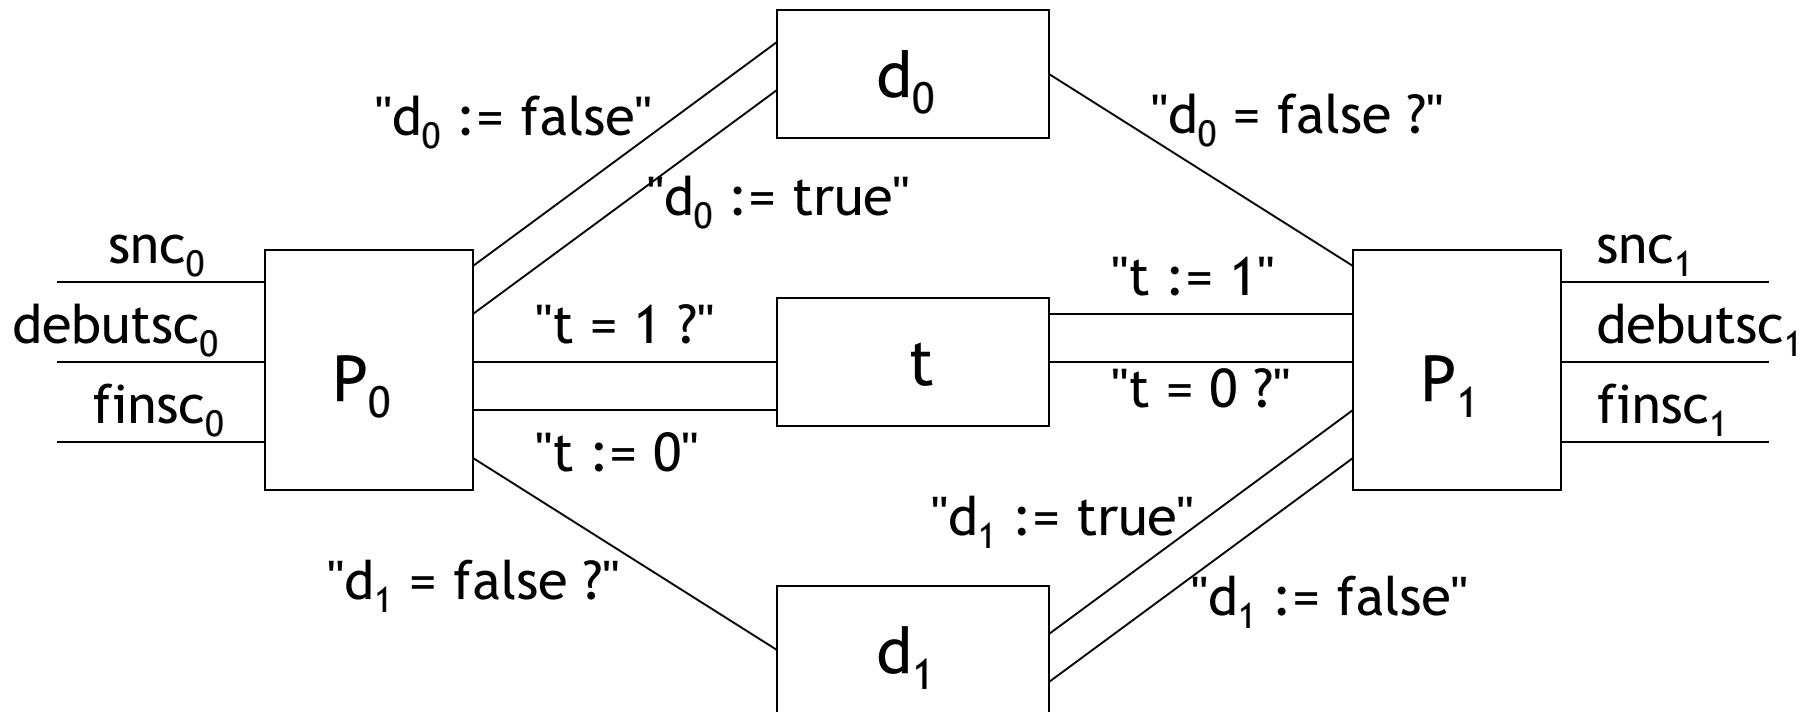 d₀
"d₀ := false"
"d₀ = false ?"
"d₀ := true"
snc₀
snc₁
"t := 1"
debutsc₀
"t = 1 ?"
debutsc₁
t
P₀
P₁
"t = 0 ?"
finsc₀
finsc₁
"t := 0"
"d₁ := true"
"d₁ = false ?"
"d₁ := false"
d₁